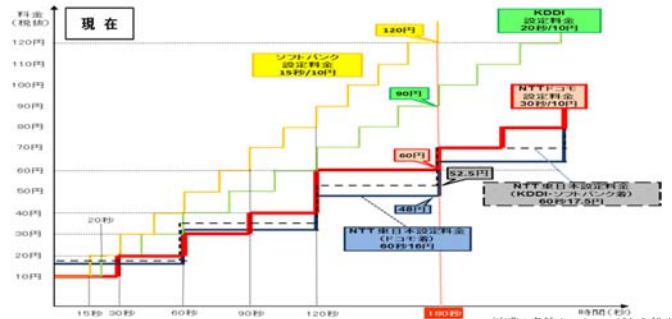 料金
(税抜)
現在
120円
110円
100円
90円
80円
70円
60円
50円
40円
30円
20円
10円
ソフトバンク
設定料金
15秒/10円
120円
KDDI
設定料金
20秒/10円
90円
NTTドコモ
設定料金
30秒/10円
60円
52.5円
48円
NTT東日本設定料金
(KDDI・ソフトバンク着)
60秒17.5円
NTT東日本設定料金
(ドコモ着)
60秒16円
20秒
15秒
30秒
60秒
90秒
120秒
180秒
時間(秒)